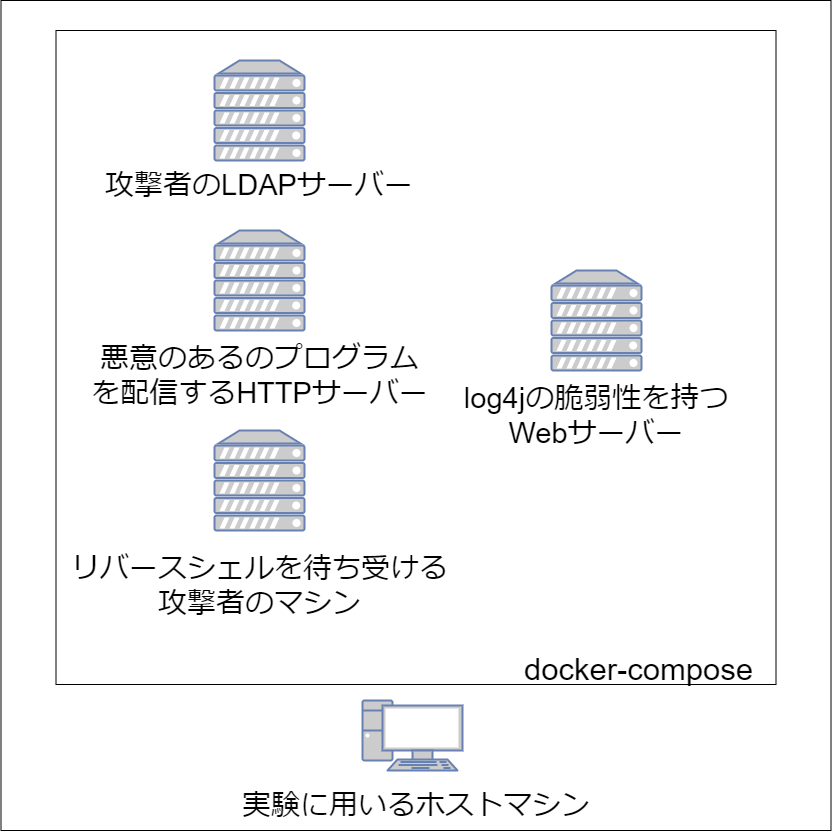 攻撃者のLDAPサーバー
悪意のあるのプログラム
を配信するHTTPサーバー
log4jの脆弱性を持つ
Webサーバー
リバースシェルを待ち受ける
攻撃者のマシン
docker-compose
実験に用いるホストマシン